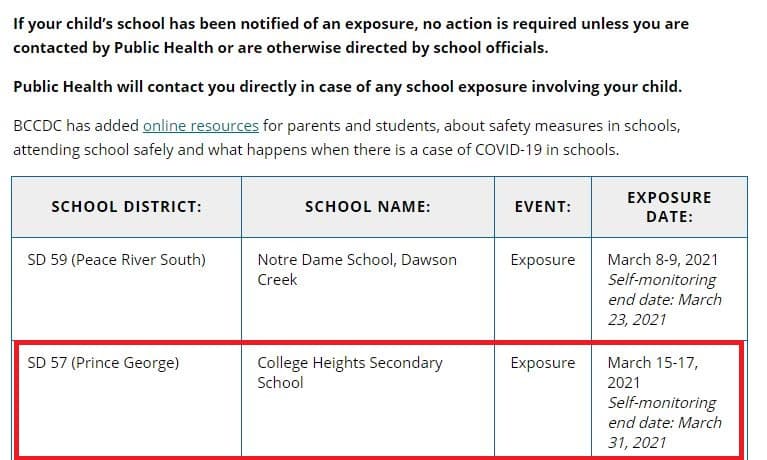 If your child's school has been notified of an exposure, no action is required unless you are
contacted by Public Health or are otherwise directed by school officials.
Public Health will contact you directly in case of any school exposure involving your child.
BCCDC has added online resources for parents and students, about safety measures in schools,
attending school safely and what happens when there is a case of COVID-19 in schools.
SCHOOL DISTRICT:
SCHOOL NAME:
EVENT:
EXPOSURE
DATE:
SD 59 (Peace River South)
Notre Dame School, Dawson
Creek
Exposure
March 8-9, 2021
Self-monitoring
end date: March
23, 2021
SD 57 (Prince George)
College Heights Secondary
School
Exposure
March 15-17,
2021
Self-monitoring
end date: March
31, 2021